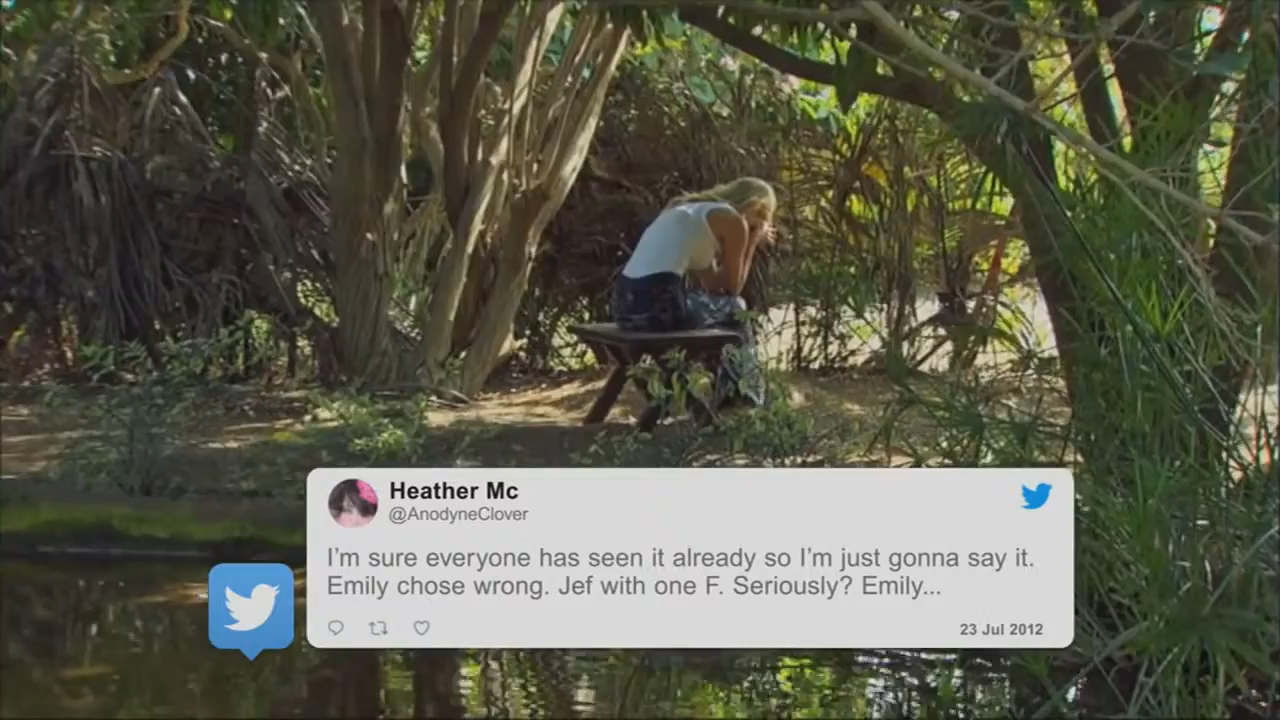 Heather Mc
@AnodyneClover
I'm sure everyone has seen it already so I'm just gonna say it.
Emily chose wrong. Jef with one F. Seriously? Emily...
23 Jul 2012